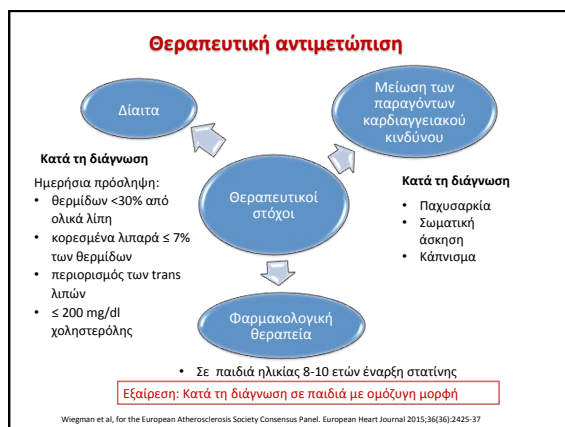 Θεραπευτική αντιμετώπιση
Δίαιτα
Μείωση των
παραγόντων
καρδιαγγειακού
κινδύνου
Κατά τη διάγνωση
Ημερήσια πρόσληψη:
• θερμίδων <30% από
ολικά λίπη
• κορεσμένα λιπαρά ≤ 7%
των θερμίδων
• περιορισμός των trans
λιπών
• ≤ 200 mg/dl
χοληστερόλης
Θεραπευτικοί
στόχοι
Κατά τη διάγνωση
• Παχυσαρκία
• Σωματική
άσκηση
• Κάπνισμα
Φαρμακολογική
θεραπεία
• Σε παιδιά ηλικίας 8-10 ετών έναρξη στατίνης
Εξαίρεση: Κατά τη διάγνωση σε παιδιά με ομόζυγη μορφή
Wiegman et al, for the European Atherosclerosis Society Consensus Panel. European Heart Journal 2015;36(36):2425-37